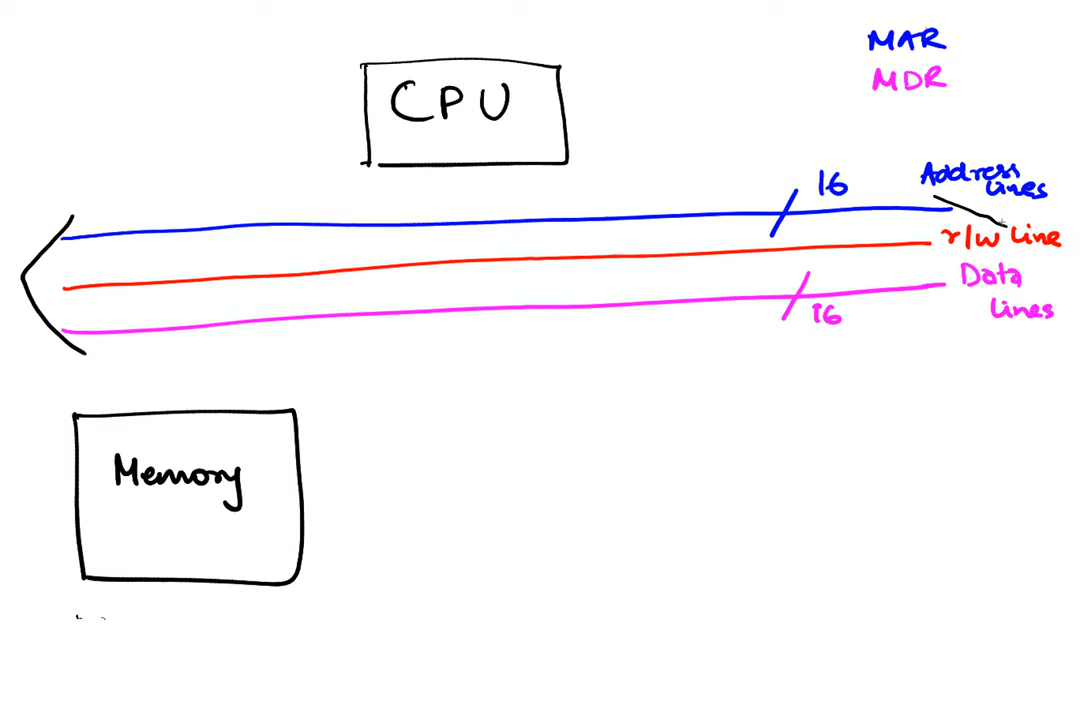 MAR
MDR
CPU
16
Address
Lines
r/w Line
Data
Lines
16
Memory